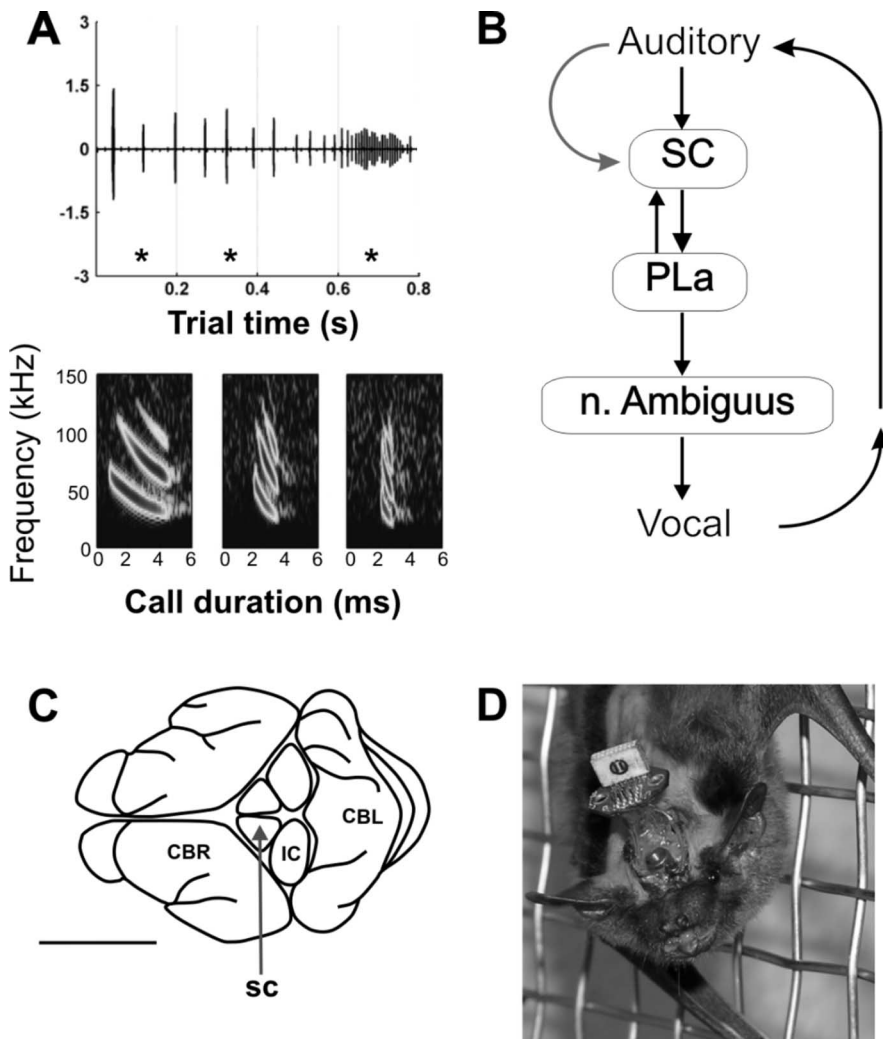 A
3
1.5
0
-1.5
-3
* * *
0.2 0.4 0.6 0.8
Trial time (s)
Frequency (kHz)
150
100
50
0
0 2 4 6 0 2 4 6 0 2 4 6
Call duration (ms)
B
Auditory
SC
PLa
n. Ambiguus
Vocal
C
CBR
IC
CBL
sc
D